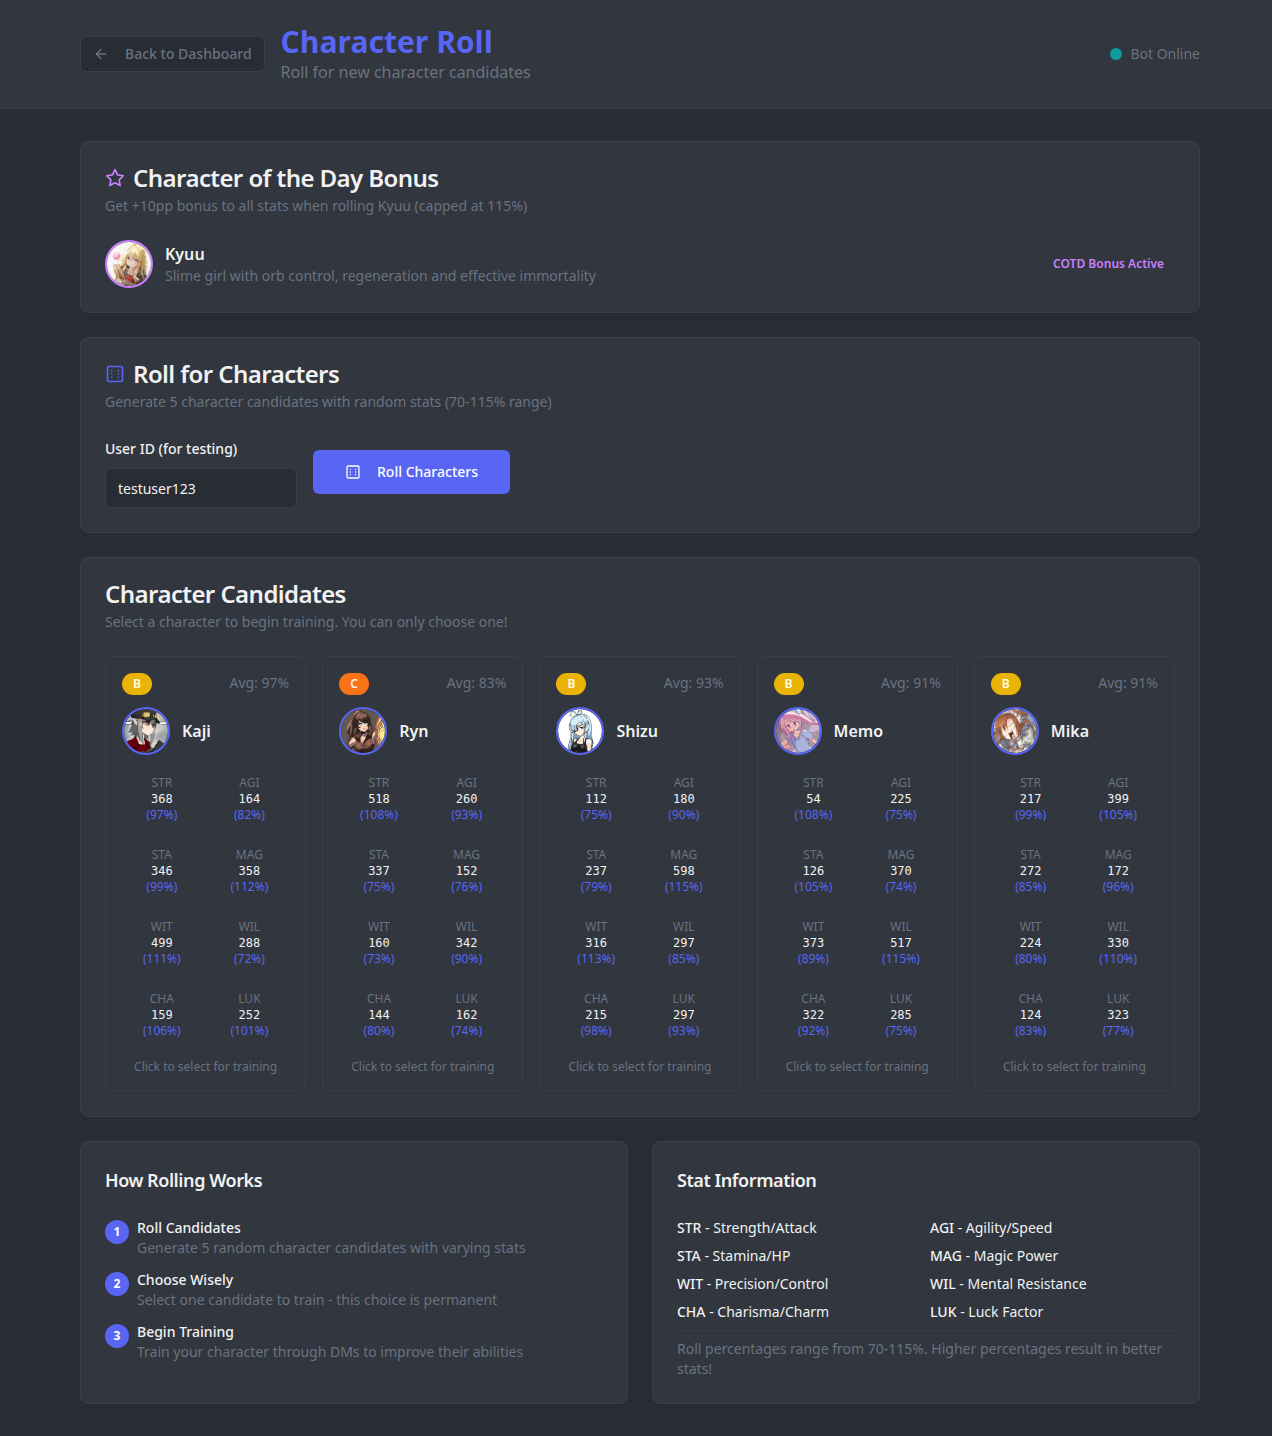 Back to Dashboard
Character Roll
Roll for new character candidates
Bot Online
Character of the Day Bonus
Get +10pp bonus to all stats when rolling Kyuu (capped at 115%)
Kyuu
Slime girl with orb control, regeneration and effective immortality
COTD Bonus Active
Roll for Characters
Generate 5 character candidates with random stats (70-115% range)
User ID (for testing)
testuser123
Roll Characters
Character Candidates
Select a character to begin training. You can only choose one!
B Avg: 97%
Kaji
STR AGI
368 164
(97%) (82%)
STA MAG
346 358
(99%) (112%)
WIT WIL
499 288
(111%) (72%)
CHA LUK
159 252
(106%) (101%)
Click to select for training
C Avg: 83%
Ryn
STR AGI
518 260
(108%) (93%)
STA MAG
337 152
(75%) (76%)
WIT WIL
160 342
(73%) (90%)
CHA LUK
144 162
(80%) (74%)
Click to select for training
B Avg: 93%
Shizu
STR AGI
112 180
(75%) (90%)
STA MAG
237 598
(79%) (115%)
WIT WIL
316 297
(113%) (85%)
CHA LUK
215 297
(98%) (93%)
Click to select for training
B Avg: 91%
Memo
STR AGI
54 225
(108%) (75%)
STA MAG
126 370
(105%) (74%)
WIT WIL
373 517
(89%) (115%)
CHA LUK
322 285
(92%) (75%)
Click to select for training
B Avg: 91%
Mika
STR AGI
217 399
(99%) (105%)
STA MAG
272 172
(85%) (96%)
WIT WIL
224 330
(80%) (110%)
CHA LUK
124 323
(83%) (77%)
Click to select for training
How Rolling Works
1 Roll Candidates
Generate 5 random character candidates with varying stats
2 Choose Wisely
Select one candidate to train - this choice is permanent
3 Begin Training
Train your character through DMs to improve their abilities
Stat Information
STR - Strength/Attack AGI - Agility/Speed
STA - Stamina/HP MAG - Magic Power
WIT - Precision/Control WIL - Mental Resistance
CHA - Charisma/Charm LUK - Luck Factor
Roll percentages range from 70-115%. Higher percentages result in better
stats!